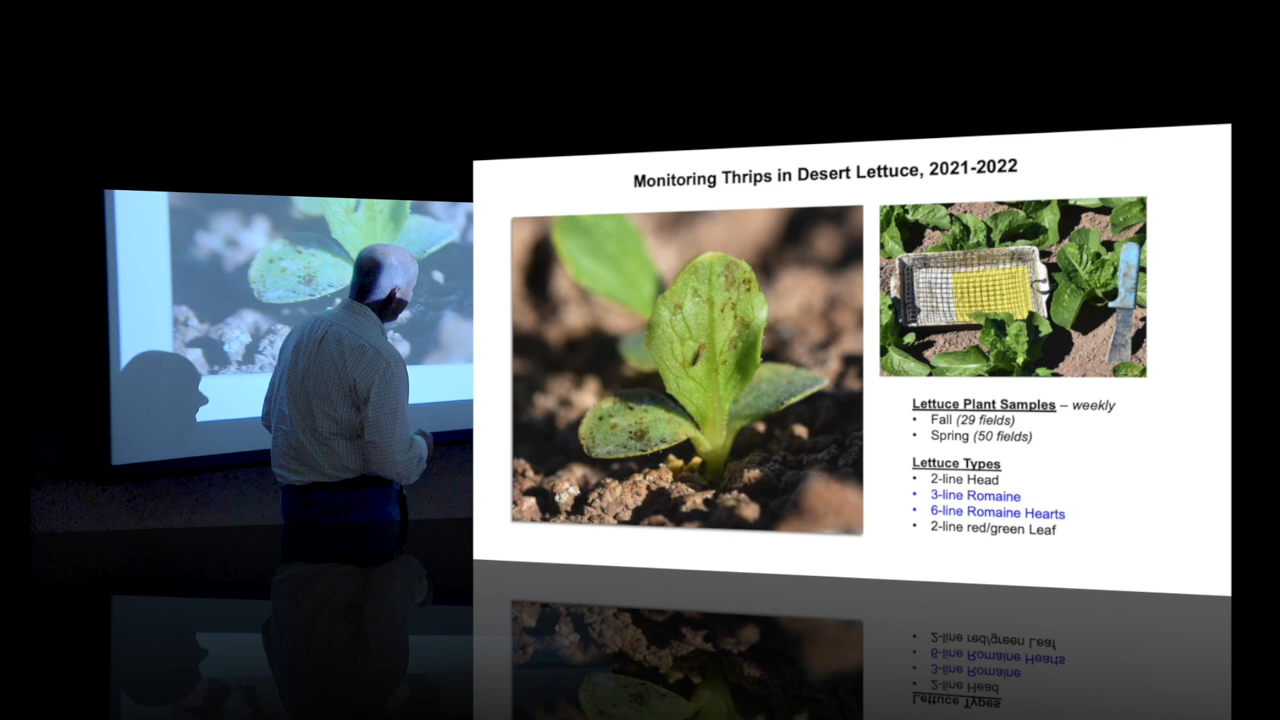 Monitoring Thrips in Desert Lettuce, 2021-2022
Lettuce Plant Samples – weekly
• Fall (29 fields)
• Spring (50 fields)
Lettuce Types
• 2-line Head
• 3-line Romaine
• 6-line Romaine Hearts
• 2-line red/green Leaf